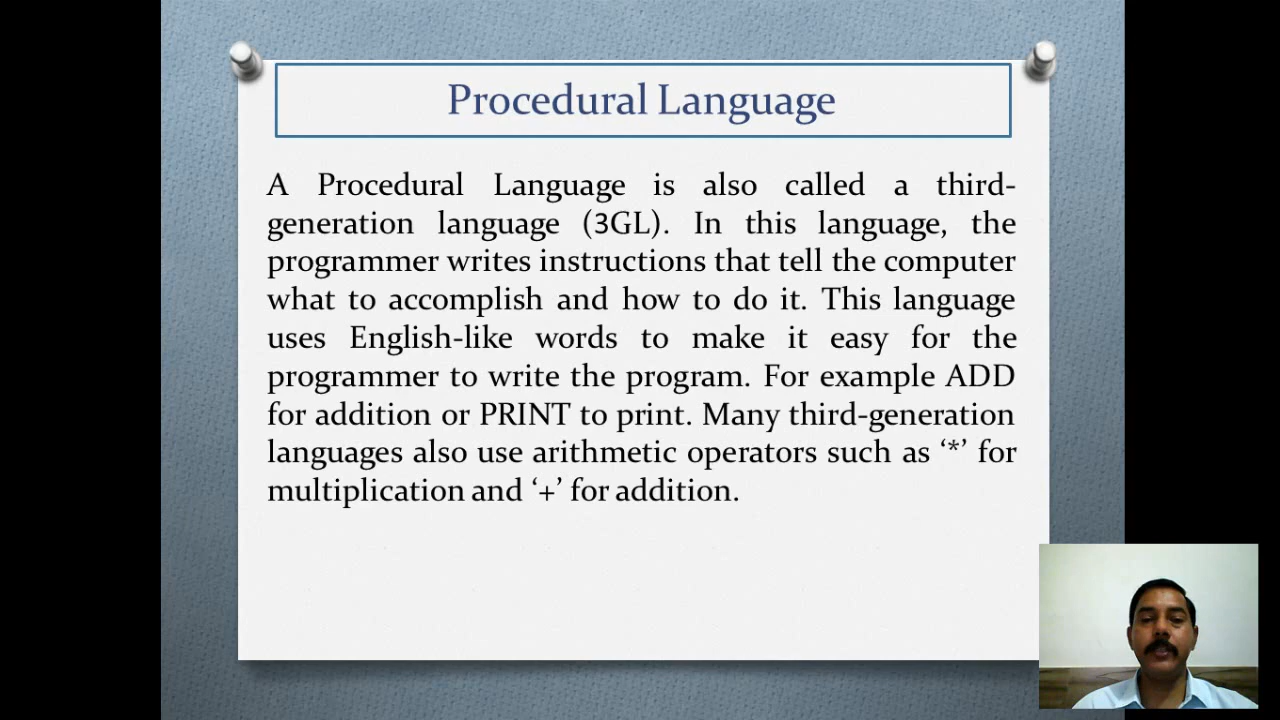 Procedural Language
A Procedural Language is also called a third-
generation language (3GL). In this language, the
programmer writes instructions that tell the computer
what to accomplish and how to do it. This language
uses English-like words to make it easy for the
programmer to write the program. For example ADD
for addition or PRINT to print. Many third-generation
languages also use arithmetic operators such as ‘*’ for
multiplication and ‘+’ for addition.